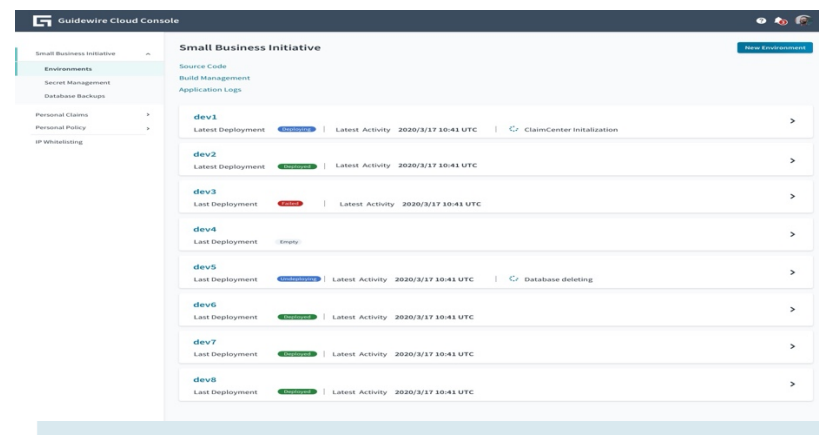 Guidewire Cloud Console
Small Business Initiative
Environments
Secret Management
Database Backups
Personal Claims
Personal Policy
IP Whitelisting
Small Business Initiative
New Environment
Source Code
Build Management
Application Logs
dev1
Latest Deployment Deploying | Latest Activity 2020/3/17 10:41 UTC | ClaimCenter Initalization
dev2
Latest Deployment Deployed | Latest Activity 2020/3/17 10:41 UTC
dev3
Last Deployment Failed | Latest Activity 2020/3/17 10:41 UTC
dev4
Last Deployment Empty
dev5
Last Deployment Undeploying | Latest Activity 2020/3/17 10:41 UTC | Database deleting
dev6
Last Deployment Deployed | Latest Activity 2020/3/17 10:41 UTC
dev7
Last Deployment Deployed | Latest Activity 2020/3/17 10:41 UTC
dev8
Last Deployment Deployed | Latest Activity 2020/3/17 10:41 UTC